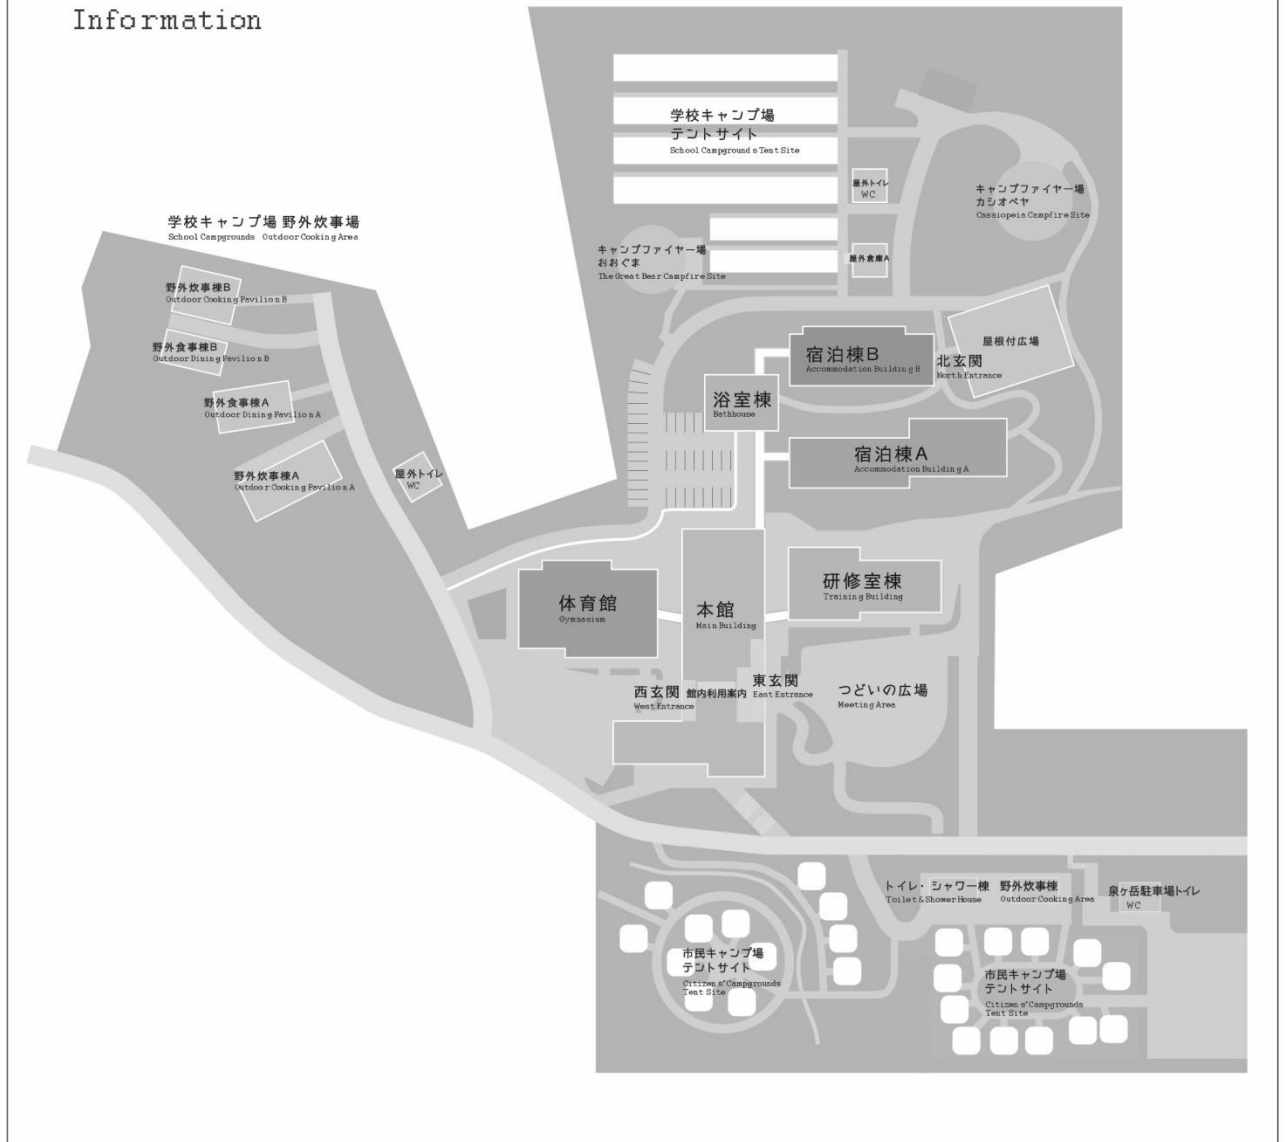 Information
学校キャンプ場
テントサイト
School Campgrounds Tent Site
屋外トイレ
WC
キャンプファイヤー場
カシオペヤ
Cassiopeia Campfire Site
学校キャンプ場 野外炊事場
School Campgrounds Outdoor Cooking Area
キャンプファイヤー場
おおぐま
The Great Bear Campfire Site
屋外倉庫A
野外炊事棟B
Outdoor Cooking Pavilion B
野外食事棟B
Outdoor Dining Pavilion B
宿泊棟B
Accommodation Building B
北玄関
North Entrance
屋根付広場
野外食事棟A
Outdoor Dining Pavilion A
浴室棟
Bathhouse
野外炊事棟A
Outdoor Cooking Pavilion A
屋外トイレ
WC
宿泊棟A
Accommodation Building A
体育館
Gymnasium
本館
Main Building
研修室棟
Training Building
西玄関
West Entrance
館内利用案内
東玄関
East Entrance
つどいの広場
Meeting Area
トイレ・シャワー棟
Toilet & Shower House
野外炊事棟
Outdoor Cooking Area
泉ヶ岳駐車場トイレ
WC
市民キャンプ場
テントサイト
Citizens' Campgrounds
Tent Site
市民キャンプ場
テントサイト
Citizens' Campgrounds
Tent Site